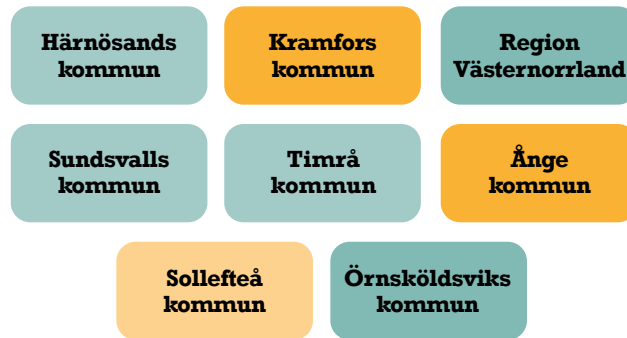 Härnösands
kommun
Kramfors
kommun
Region
Västernorrland
Sundsvalls
kommun
Timrå
kommun
Ånge
kommun
Sollefteå
kommun
Örnsköldsviks
kommun